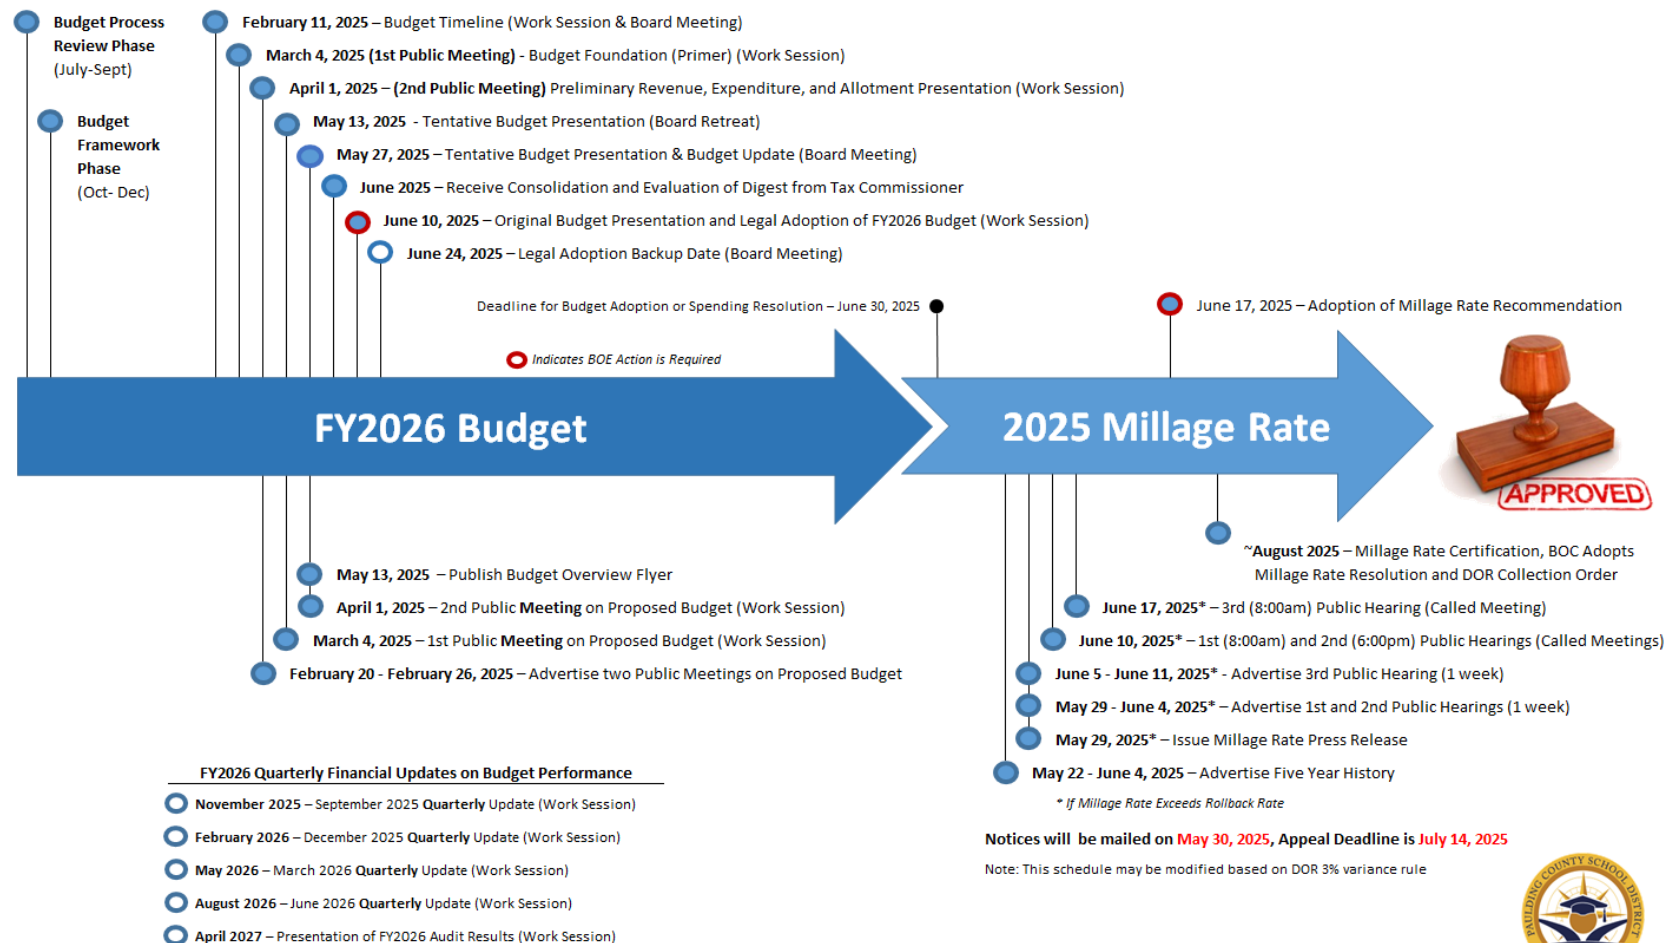 Budget Process
Review Phase
(July-Sept)
Budget
Framework
Phase
(Oct- Dec)
February 11, 2025 – Budget Timeline (Work Session & Board Meeting)
March 4, 2025 (1st Public Meeting) - Budget Foundation (Primer) (Work Session)
April 1, 2025 – (2nd Public Meeting) Preliminary Revenue, Expenditure, and Allotment Presentation (Work Session)
May 13, 2025 - Tentative Budget Presentation (Board Retreat)
May 27, 2025 – Tentative Budget Presentation & Budget Update (Board Meeting)
June 2025 – Receive Consolidation and Evaluation of Digest from Tax Commissioner
June 10, 2025 – Original Budget Presentation and Legal Adoption of FY2026 Budget (Work Session)
June 24, 2025 – Legal Adoption Backup Date (Board Meeting)
Deadline for Budget Adoption or Spending Resolution – June 30, 2025
June 17, 2025 – Adoption of Millage Rate Recommendation
Indicates BOE Action is Required
FY2026 Budget
2025 Millage Rate
APPROVED
May 13, 2025 – Publish Budget Overview Flyer
April 1, 2025 – 2nd Public Meeting on Proposed Budget (Work Session)
March 4, 2025 – 1st Public Meeting on Proposed Budget (Work Session)
February 20 - February 26, 2025 – Advertise two Public Meetings on Proposed Budget
~August 2025 – Millage Rate Certification, BOC Adopts
Millage Rate Resolution and DOR Collection Order
June 17, 2025* – 3rd (8:00am) Public Hearing (Called Meeting)
June 10, 2025* – 1st (8:00am) and 2nd (6:00pm) Public Hearings (Called Meetings)
June 5 - June 11, 2025* - Advertise 3rd Public Hearing (1 week)
May 29 - June 4, 2025* – Advertise 1st and 2nd Public Hearings (1 week)
May 29, 2025* – Issue Millage Rate Press Release
May 22 - June 4, 2025 – Advertise Five Year History
* If Millage Rate Exceeds Rollback Rate
Notices will be mailed on May 30, 2025, Appeal Deadline is July 14, 2025
Note: This schedule may be modified based on DOR 3% variance rule
FY2026 Quarterly Financial Updates on Budget Performance
November 2025 – September 2025 Quarterly Update (Work Session)
February 2026 – December 2025 Quarterly Update (Work Session)
May 2026 – March 2026 Quarterly Update (Work Session)
August 2026 – June 2026 Quarterly Update (Work Session)
April 2027 – Presentation of FY2026 Audit Results (Work Session)
PAULDING COUNTY SCHOOL DISTRICT